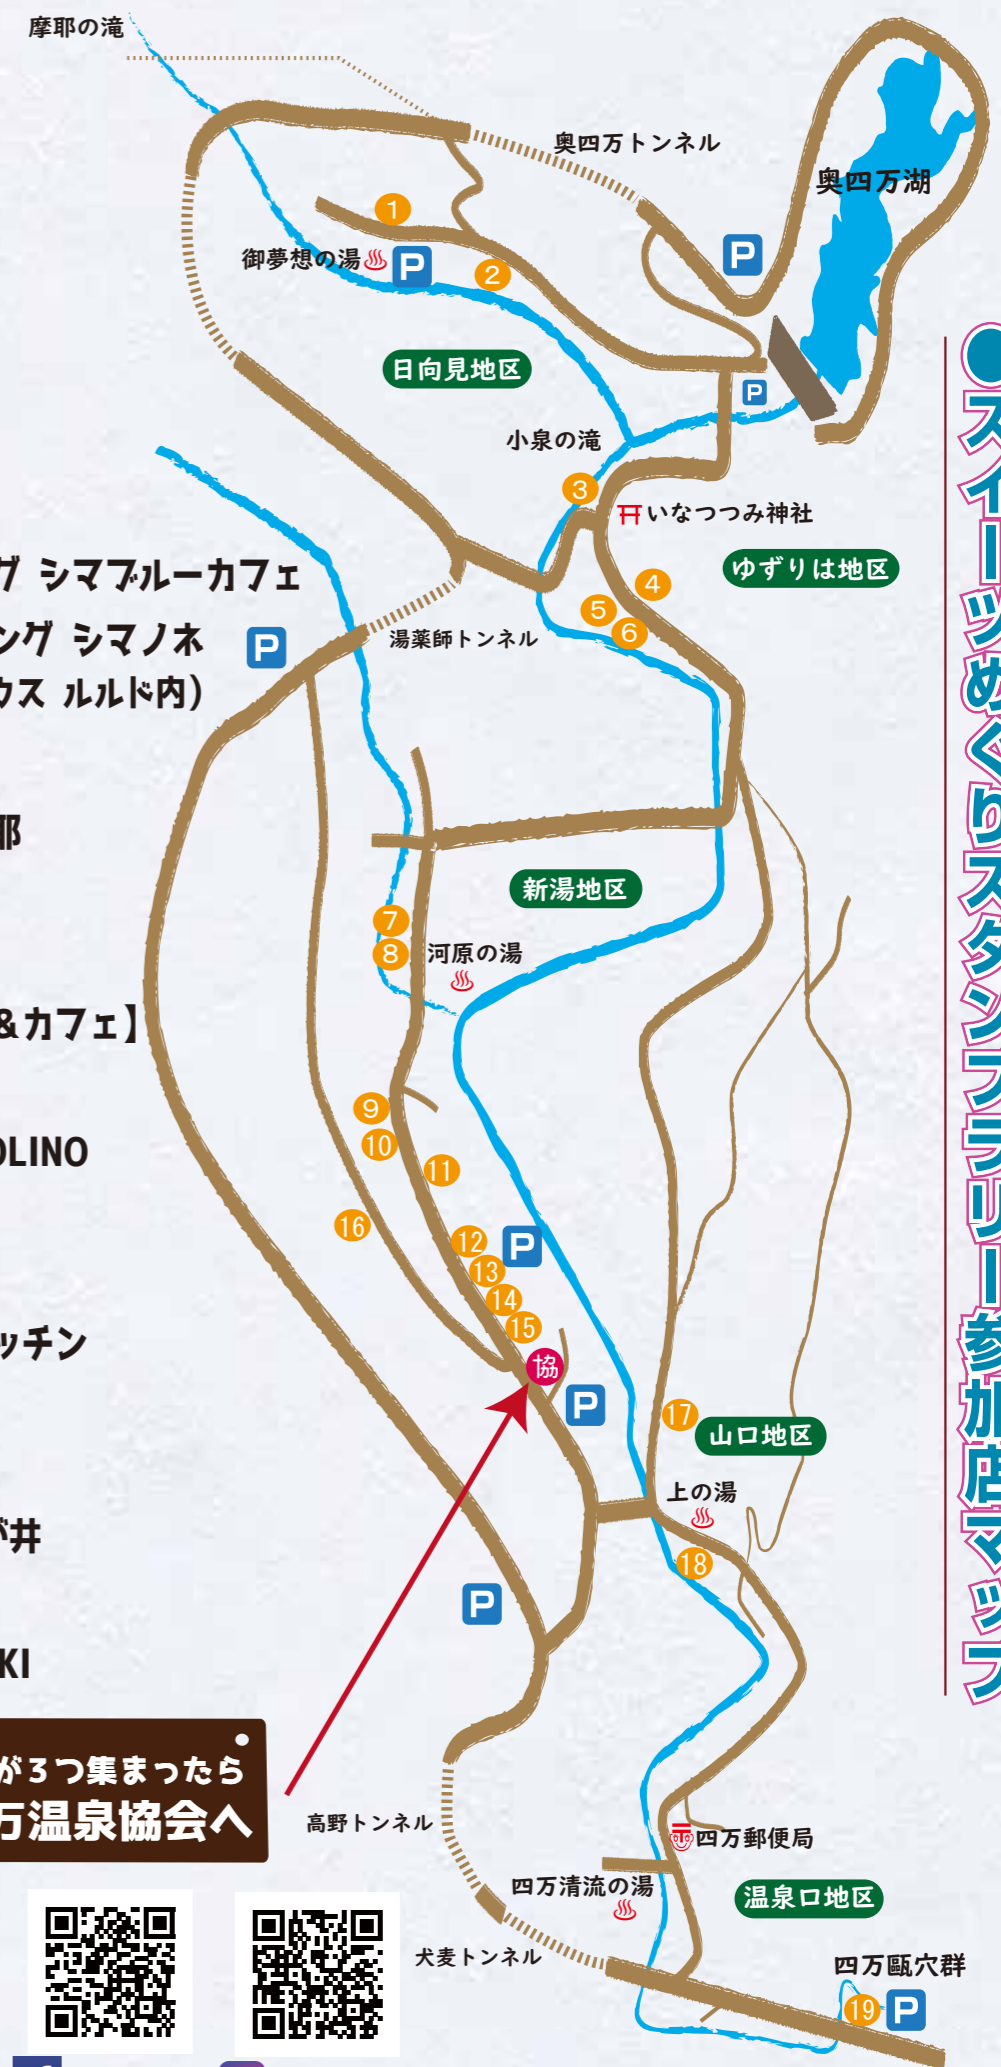 摩耶の滝
奥四万トンネル
奥四万湖
1
御夢想の湯
P
2
P
日向見地区
P
小泉の滝
3
いなつつみ神社
ゆずりは地区
グ シマブルーカフェ
4
5
6
ング シマノネ
P
湯薬師トンネル
ウス ルルド内)
耶
新湯地区
7
8
河原の湯
&カフェ】
9
10
OLINO
11
16
12
P
13
14
15
ッチン
協
P
17
山口地区
上の湯
が井
18
P
KI
が3つ集まったら
万温泉協会へ
高野トンネル
四万郵便局
四万清流の湯
温泉口地区
犬麦トンネル
四万甌穴群
19
P
●スイーツめぐりスタンプラリー参加店マップ